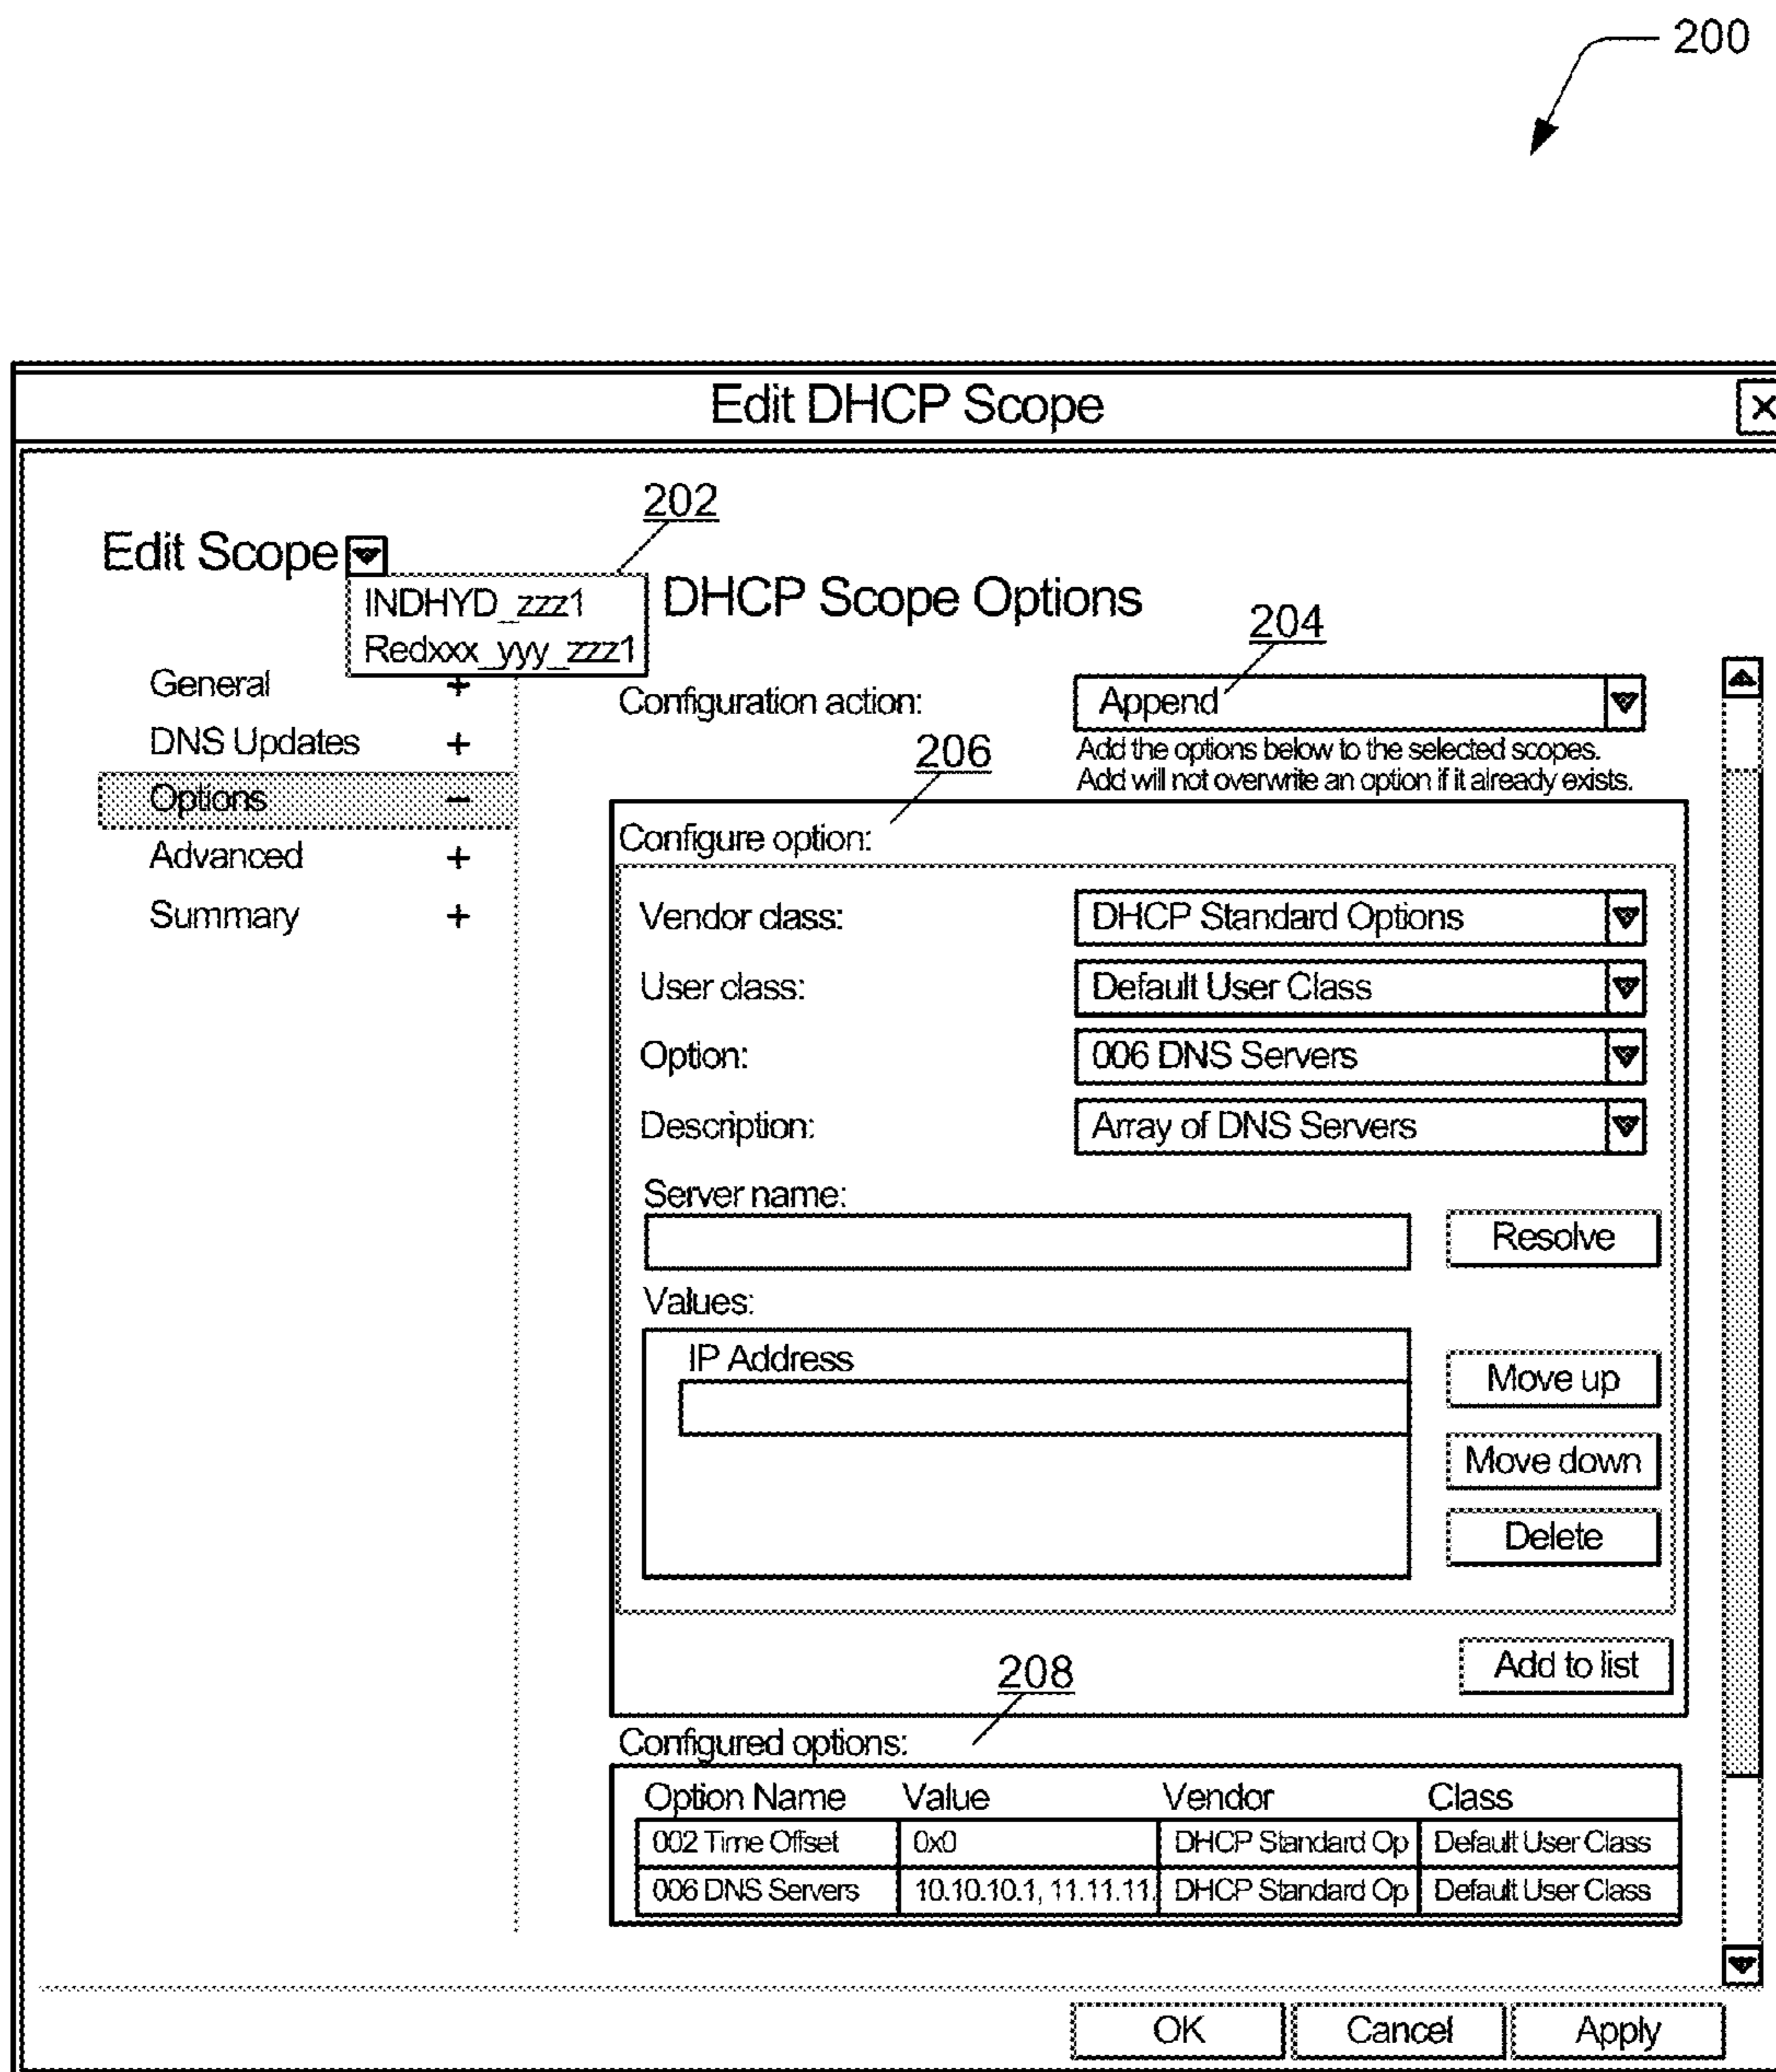 200
Edit DHCP Scope
202
Edit Scope
INDHYD_zzz1
Redxxx_yyy_zzz1
DHCP Scope Options
204
General +
DNS Updates +
Options −
Advanced +
Summary +
Configuration action:
Append
Add the options below to the selected scopes.
Add will not overwrite an option if it already exists.
206
Configure option:
Vendor class: DHCP Standard Options
User class: Default User Class
Option: 006 DNS Servers
Description: Array of DNS Servers
Server name:
Resolve
Values:
IP Address
Move up
Move down
Delete
Add to list
208
Configured options:
Option Name Value Vendor Class
002 Time Offset 0x0 DHCP Standard Op Default User Class
006 DNS Servers 10.10.10.1, 11.11.11. DHCP Standard Op Default User Class
OK Cancel Apply